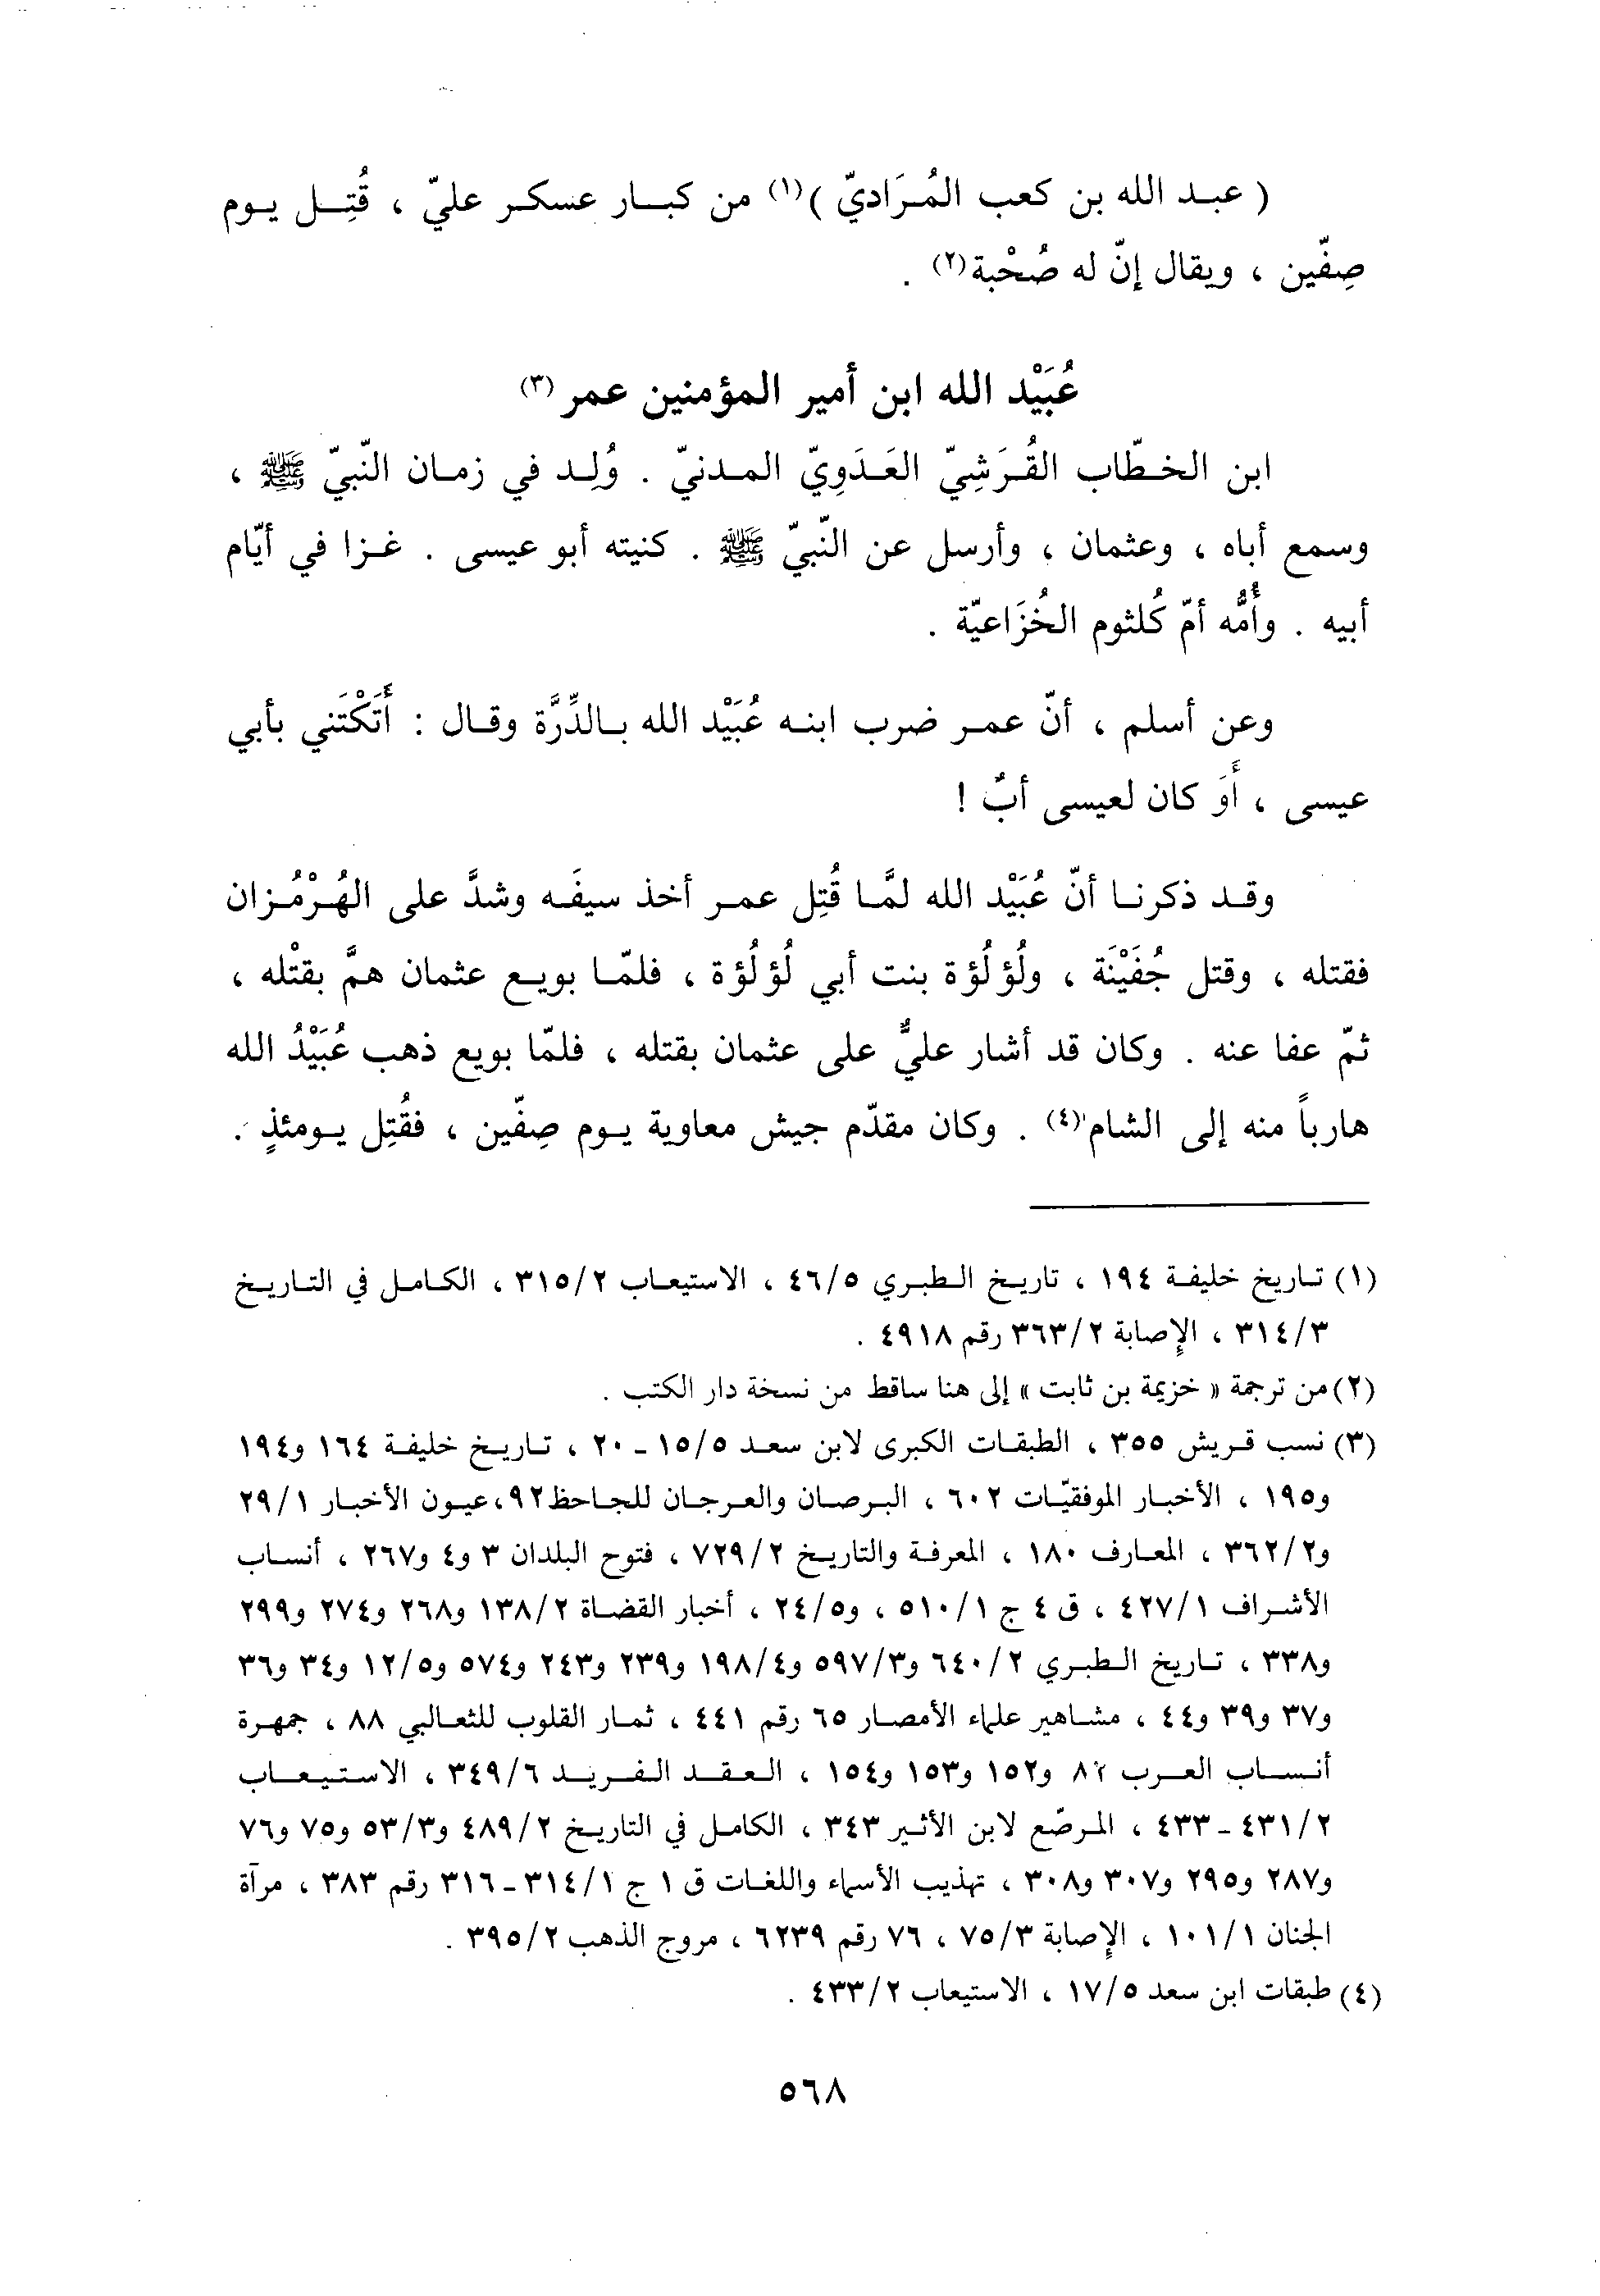 ( عبد الله بن كعب المُرَاديّ )(١) من كبار عسكر عليّ ، قُتِل يوم
صِفّين ، ويقال إنّ له صُحْبة(٢) .
عُبَيْد الله ابن أمير المؤمنين عمر (٣)
ابن الخطّاب القُرَشِيّ العَدَوِيّ المدنيّ . وُلِد في زمان النّبيّ ﷺ ،
وسمع أباه ، وعثمان ، وأرسل عن النّبيّ ﷺ . كنيته أبو عيسى . غزا في أيّام
أبيه . وأُمُّه أمّ كُلثوم الخُزَاعيّة .
وعن أسلم ، أنّ عمر ضرب ابنه عُبَيْد الله بالدِّرَّة وقال : أَتَكْتَني بأبي
عيسى ، أَوَ كان لعيسى أبٌ !
وقد ذكرنا أنّ عُبَيْد الله لمَّا قُتِل عمر أخذ سيفَه وشدَّ على الهُرْمُزان
فقتله ، وقتل جُفَيْنَة ، ولُؤلُؤة بنت أبي لُؤلُؤة ، فلمّا بويع عثمان همَّ بقتْله ،
ثمّ عفا عنه . وكان قد أشار عليٌّ على عثمان بقتله ، فلمّا بويع ذهب عُبَيْدُ الله
هارباً منه إلى الشام(٤) . وكان مقدّم جيش معاوية يوم صِفّين ، فقُتِل يومئذٍ .
(١) تاريخ خليفة ١٩٤ ، تاريخ الطبري ٤٦/٥ ، الاستيعاب ٣١٥/٢ ، الكامل في التاريخ
٣١٤/٣ ، الإصابة ٣٦٣/٢ رقم ٤٩١٨ .
(٢) من ترجمة « خزيمة بن ثابت » إلى هنا ساقط من نسخة دار الكتب .
(٣) نسب قريش ٣٥٥ ، الطبقات الكبرى لابن سعد ١٥/٥ - ٢٠ ، تاريخ خليفة ١٦٤ و١٩٤
و١٩٥ ، الأخبار الموفقيّات ٦٠٢ ، البرصان والعرجان للجاحظ ٩٢ ، عيون الأخبار ٢٩/١
و٣٦٢/٢ ، المعارف ١٨٠ ، المعرفة والتاريخ ٧٢٩/٢ ، فتوح البلدان ٣ و٤ و٢٦٧ ، أنساب
الأشراف ٤٢٧/١ ، ق ٤ ج ٥١٠/١ ، و٢٤/٥ ، أخبار القضاة ١٣٨/٢ و٢٦٨ و٢٧٤ و٢٩٩
و٣٣٨ ، تاريخ الطبري ٦٤٠/٢ و٥٩٧/٣ و١٩٨/٤ و٢٣٩ و٢٤٣ و٥٧٤ و١٢/٥ و٣٤ و٣٦
و٣٧ و٣٩ و٤٤ ، مشاهير علماء الأمصار ٦٥ رقم ٤٤١ ، ثمار القلوب للثعالبي ٨٨ ، جمهرة
أنساب العرب و١٥٢ و١٥٣ و١٥٤ ، العقد الفريد ٣٤٩/٦ ، الاستيعاب
٤٣١/٢ - ٤٣٣ ، المرصّع لابن الأثير ٣٤٣ ، الكامل في التاريخ ٤٨٩/٢ و٥٣/٣ و٧٥ و٧٦
و٢٨٧ و٢٩٥ و٣٠٧ و٣٠٨ ، تهذيب الأسماء واللغات ق ١ ج ٣١٤/١ - ٣١٦ رقم ٣٨٣ ، مرآة
الجنان ١٠١/١ ، الإصابة ٧٥/٣ ، ٧٦ رقم ٦٢٣٩ ، مروج الذهب ٣٩٥/٢ .
(٤) طبقات ابن سعد ١٧/٥ ، الاستيعاب ٤٣٣/٢ .
٥٦٨